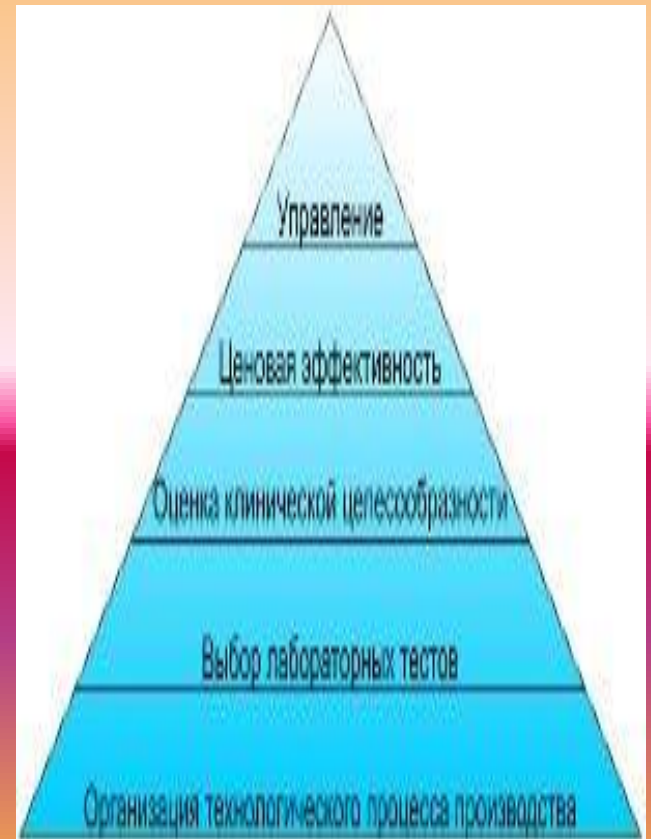 Управление
Ценовая эффективность
Оценка клинической целесообразности
Выбор лабораторных тестов
Организация технологического процесса производства